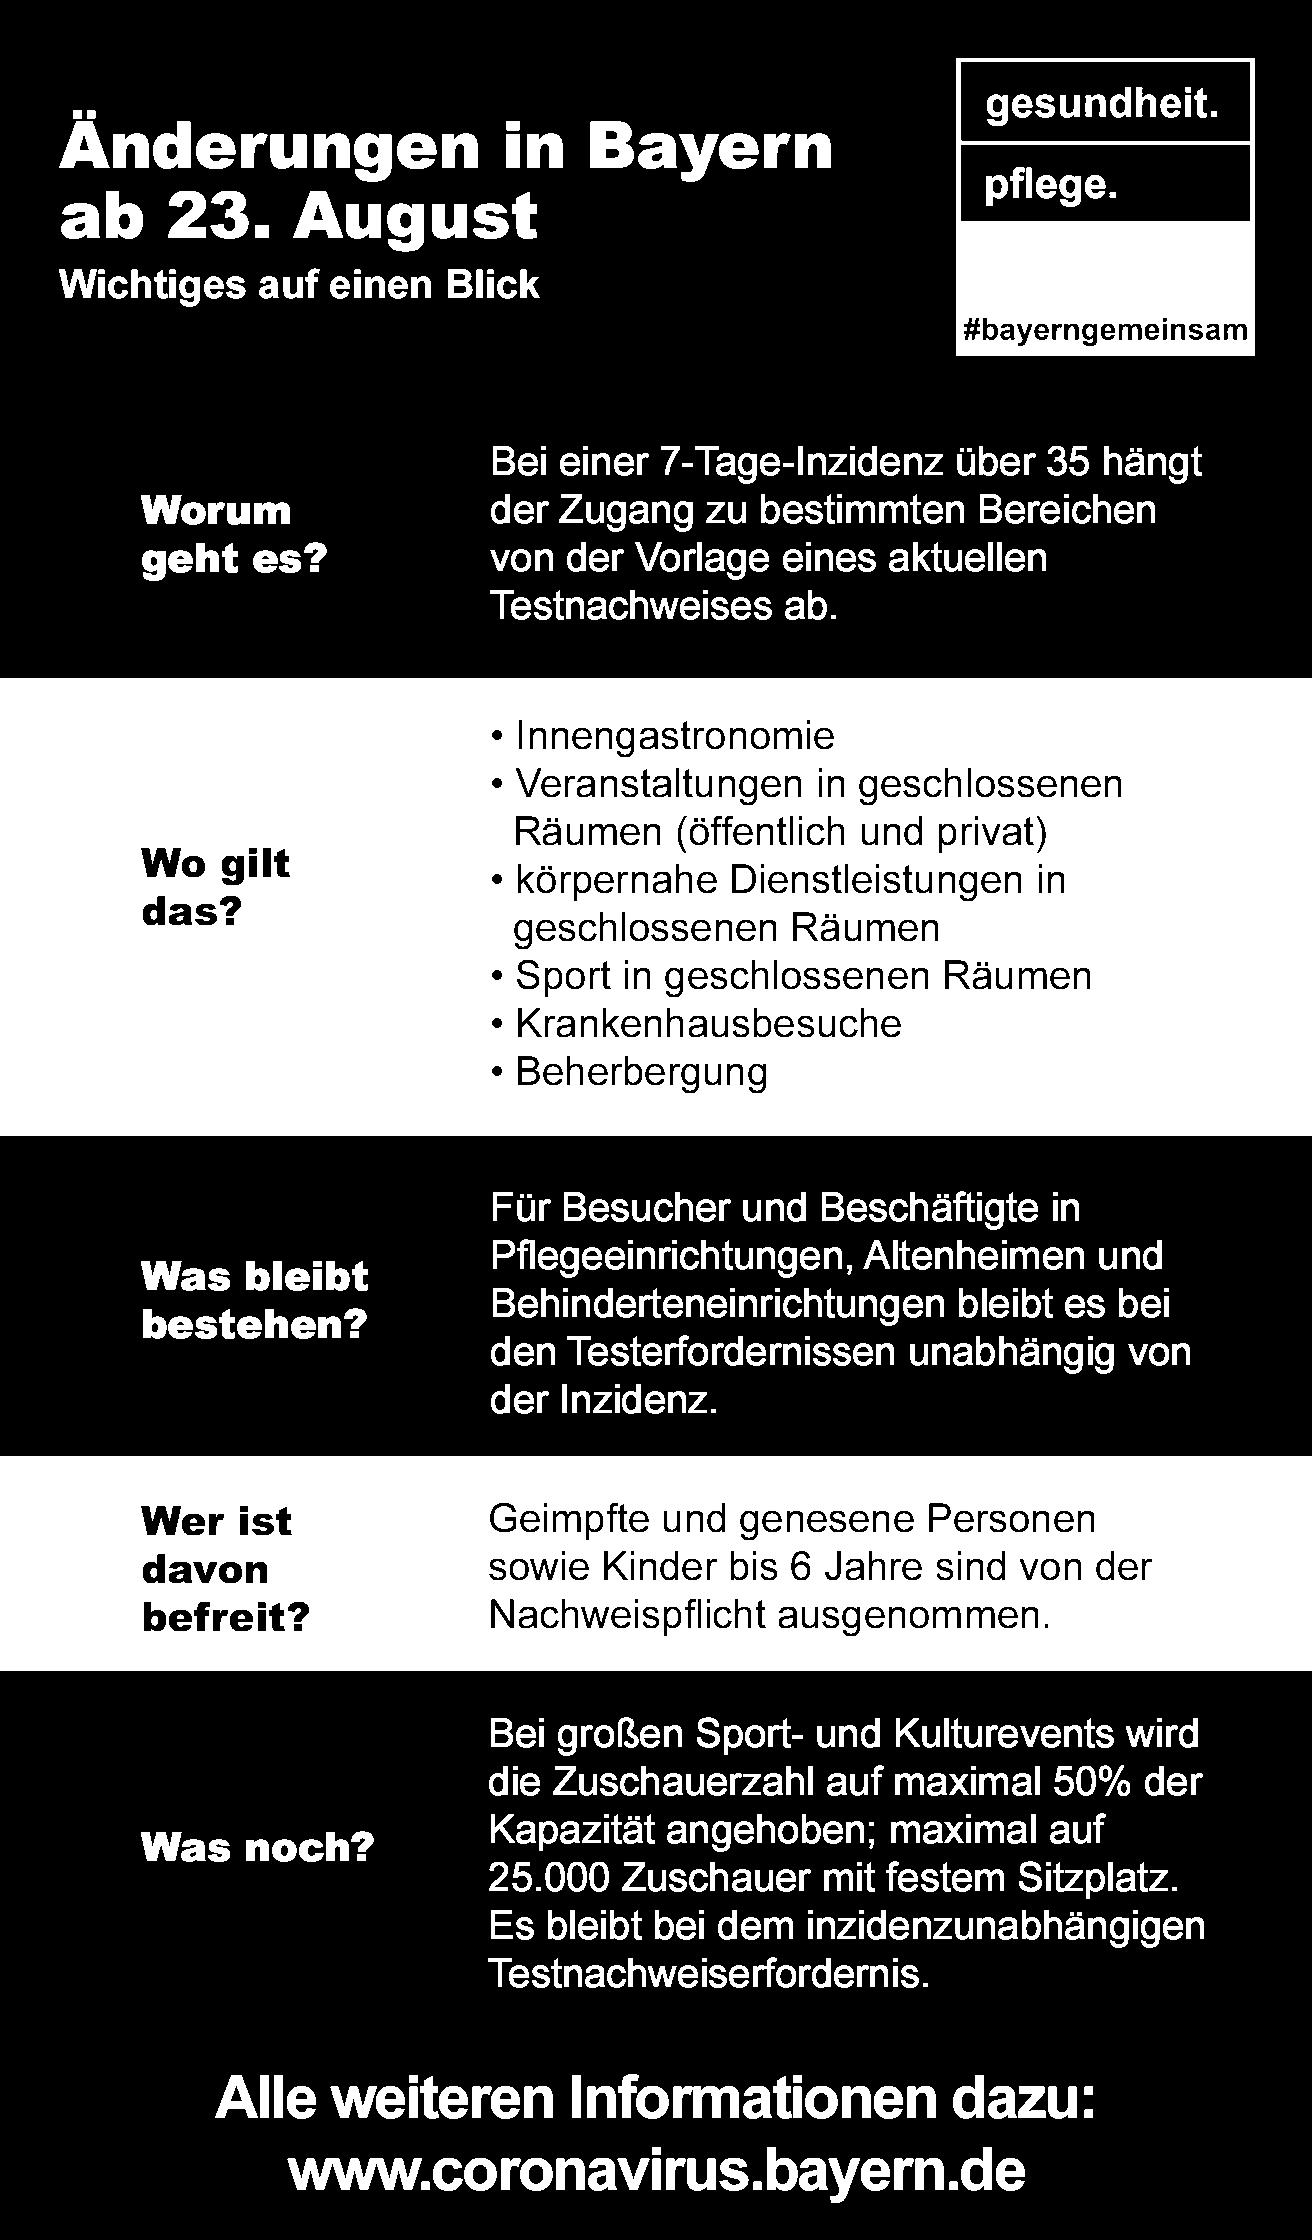 Änderungen in Bayern
ab 23. August
Wichtiges auf einen Blick
gesundheit.
pflege.
#bayerngemeinsam
Worum
geht es?
Bei einer 7-Tage-Inzidenz über 35 hängt
der Zugang zu bestimmten Bereichen
von der Vorlage eines aktuellen
Testnachweises ab.
Wo gilt
das?
• Innengastronomie
• Veranstaltungen in geschlossenen
Räumen (öffentlich und privat)
• körpernahe Dienstleistungen in
geschlossenen Räumen
• Sport in geschlossenen Räumen
• Krankenhausbesuche
• Beherbergung
Was bleibt
bestehen?
Für Besucher und Beschäftigte in
Pflegeeinrichtungen, Altenheimen und
Behinderteneinrichtungen bleibt es bei
den Testerfordernissen unabhängig von
der Inzidenz.
Wer ist
davon
befreit?
Geimpfte und genesene Personen
sowie Kinder bis 6 Jahre sind von der
Nachweispflicht ausgenommen.
Was noch?
Bei großen Sport- und Kulturevents wird
die Zuschauerzahl auf maximal 50% der
Kapazität angehoben; maximal auf
25.000 Zuschauer mit festem Sitzplatz.
Es bleibt bei dem inzidenzunabhängigen
Testnachweiserfordernis.
Alle weiteren Informationen dazu:
www.coronavirus.bayern.de